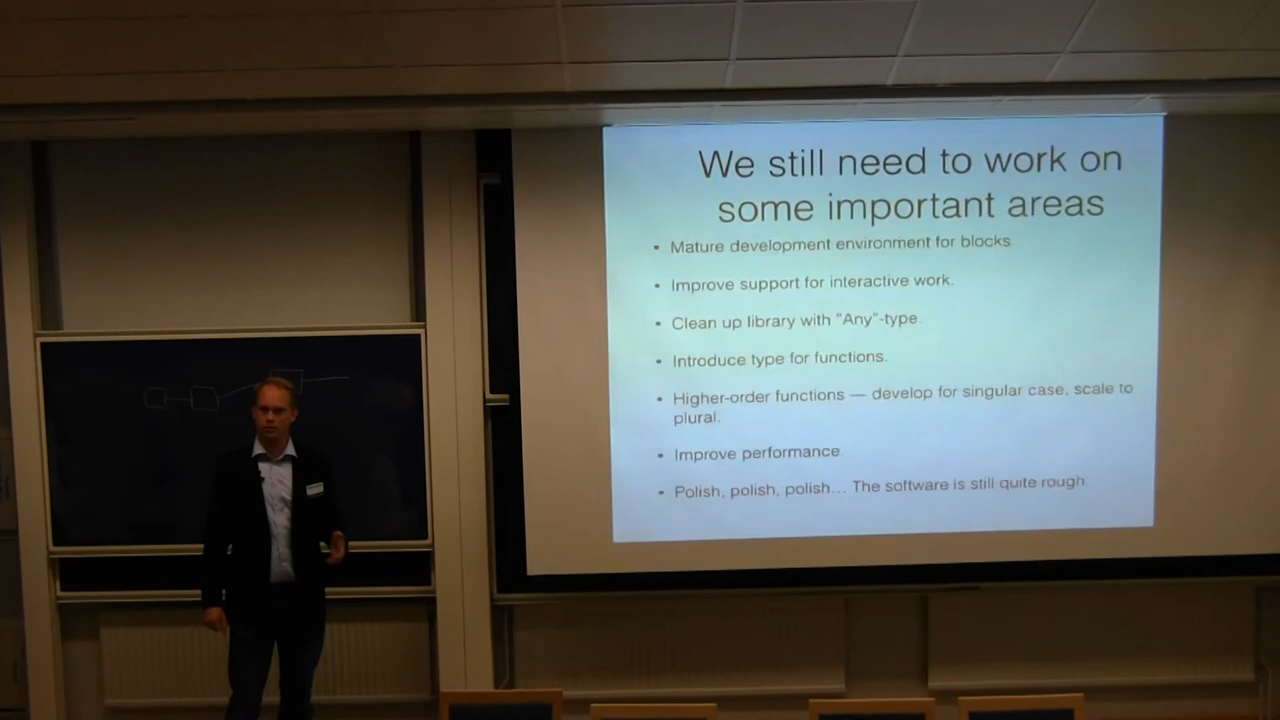 We still need to work on
some important areas
• Mature development environment for blocks
• Improve support for interactive work.
• Clean up library with "Any"-type.
• Introduce type for functions.
• Higher-order functions — develop for singular case, scale to
plural.
• Improve performance.
• Polish, polish, polish... The software is still quite rough